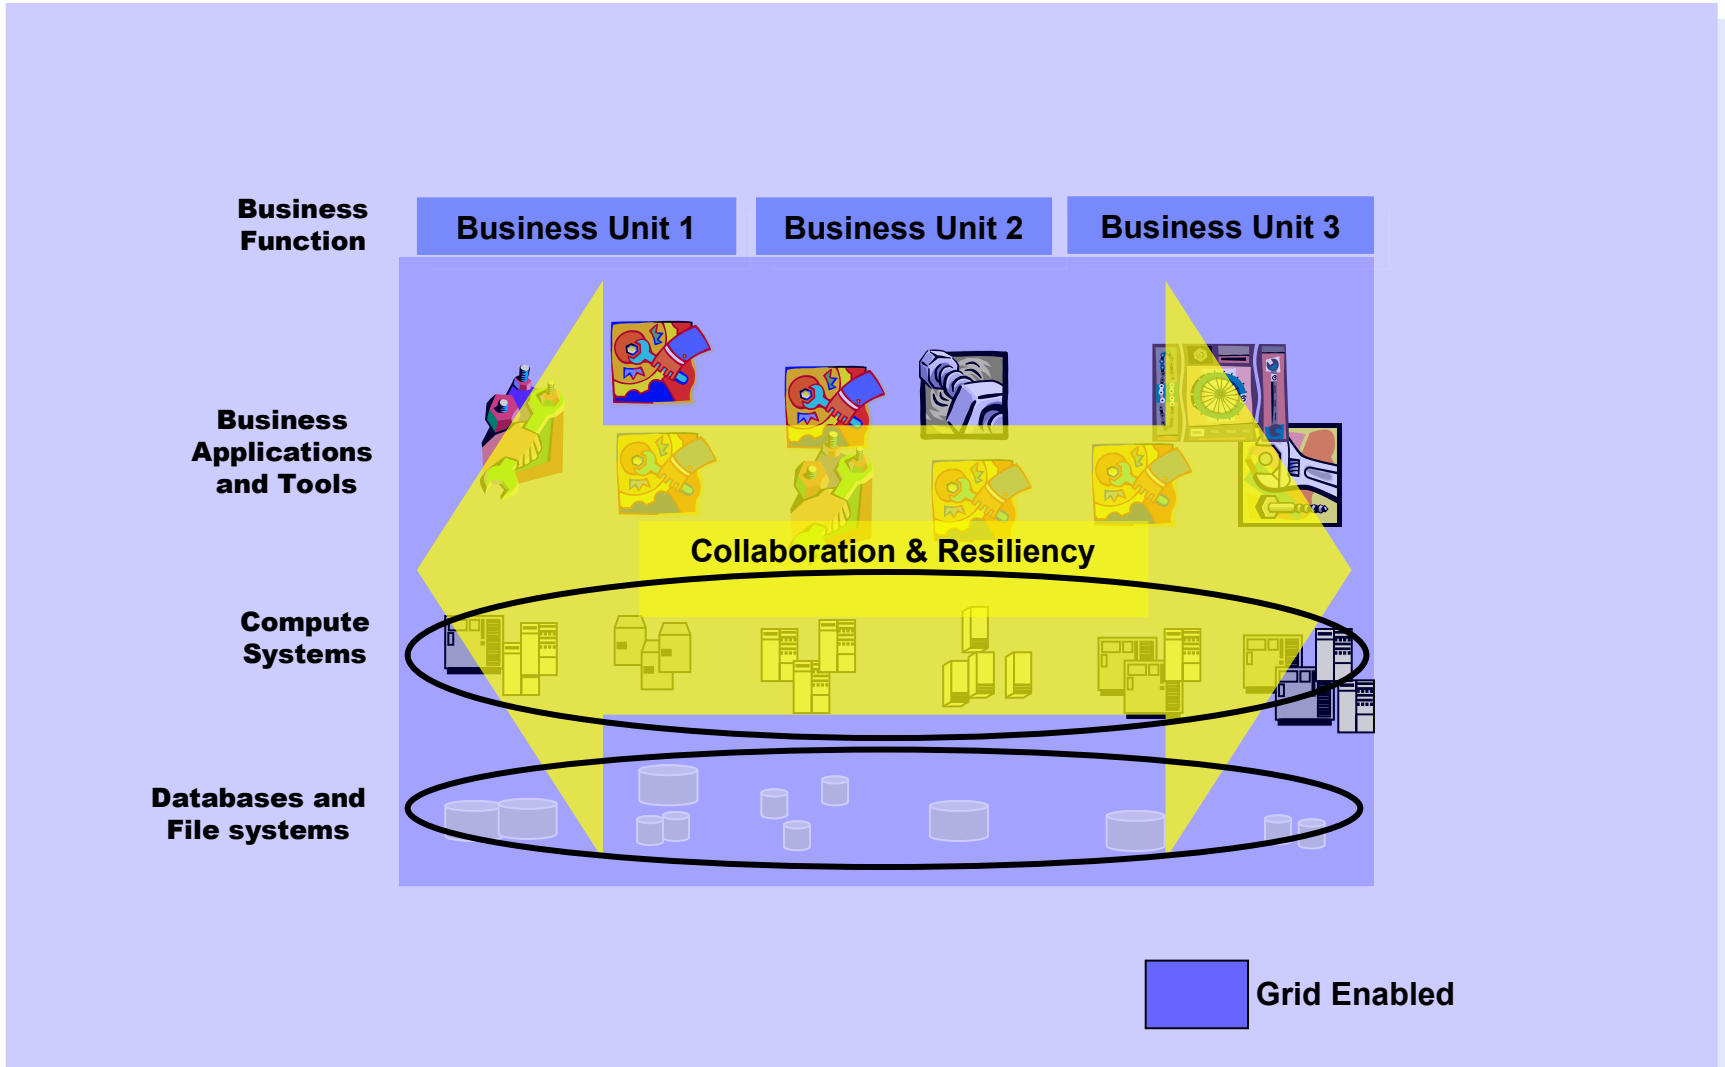 Business
Function
Business Unit 1
Business Unit 2
Business Unit 3
Business
Applications
and Tools
Collaboration & Resiliency
Compute
Systems
Databases and
File systems
Grid Enabled